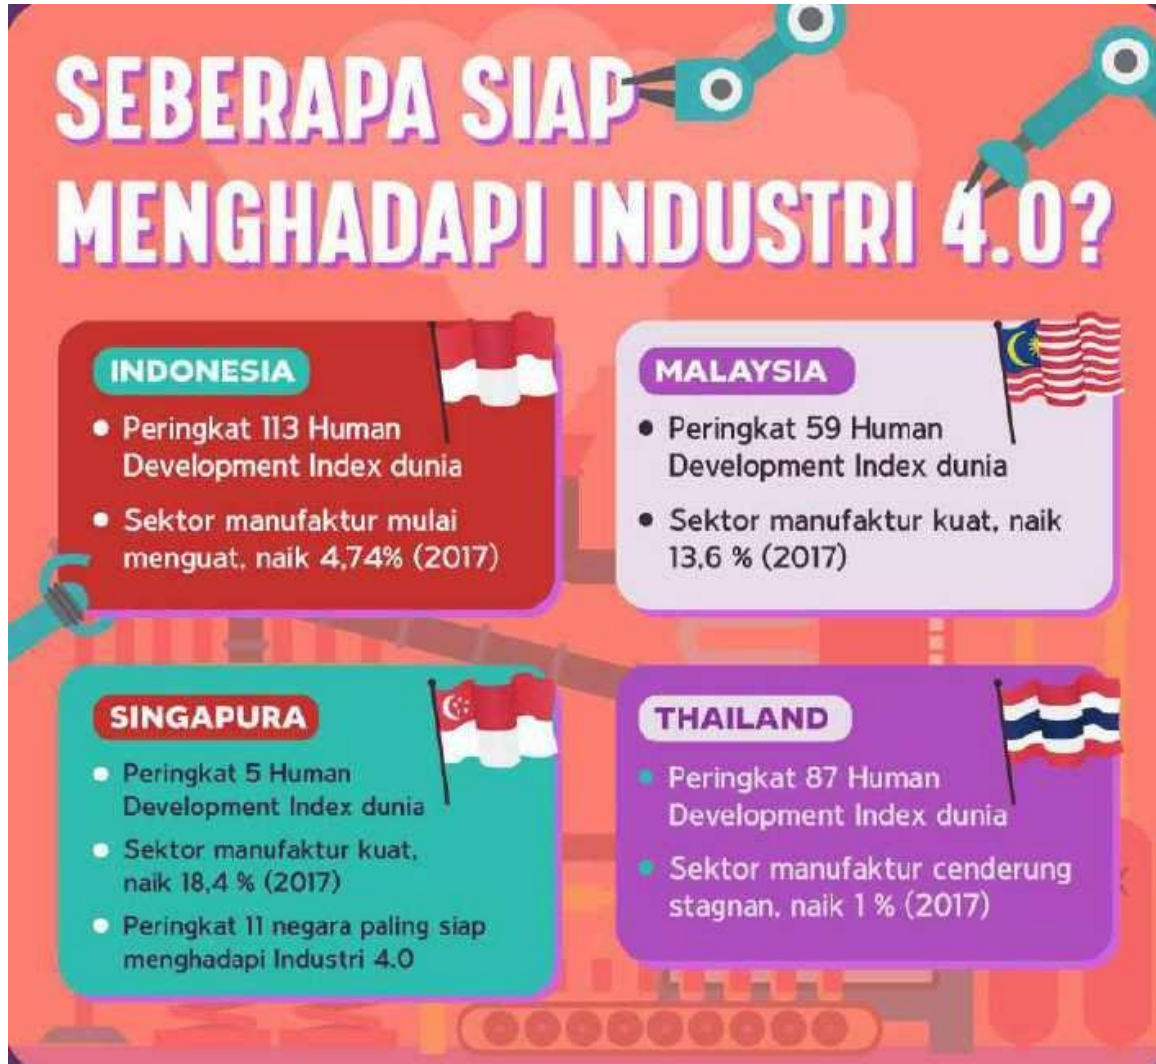 SEBERAPA SIAP
MENGHADAPI INDUSTRI 4.0?
INDONESIA
• Peringkat 113 Human
Development Index dunia
• Sektor manufaktur mulai
menguat, naik 4,74% (2017)
MALAYSIA
• Peringkat 59 Human
Development Index dunia
• Sektor manufaktur kuat, naik
13,6 % (2017)
SINGAPURA
• Peringkat 5 Human
Development Index dunia
• Sektor manufaktur kuat,
naik 18,4 % (2017)
• Peringkat 11 negara paling siap
menghadapi Industri 4.0
THAILAND
• Peringkat 87 Human
Development Index dunia
• Sektor manufaktur cenderung
stagnan, naik 1 % (2017)